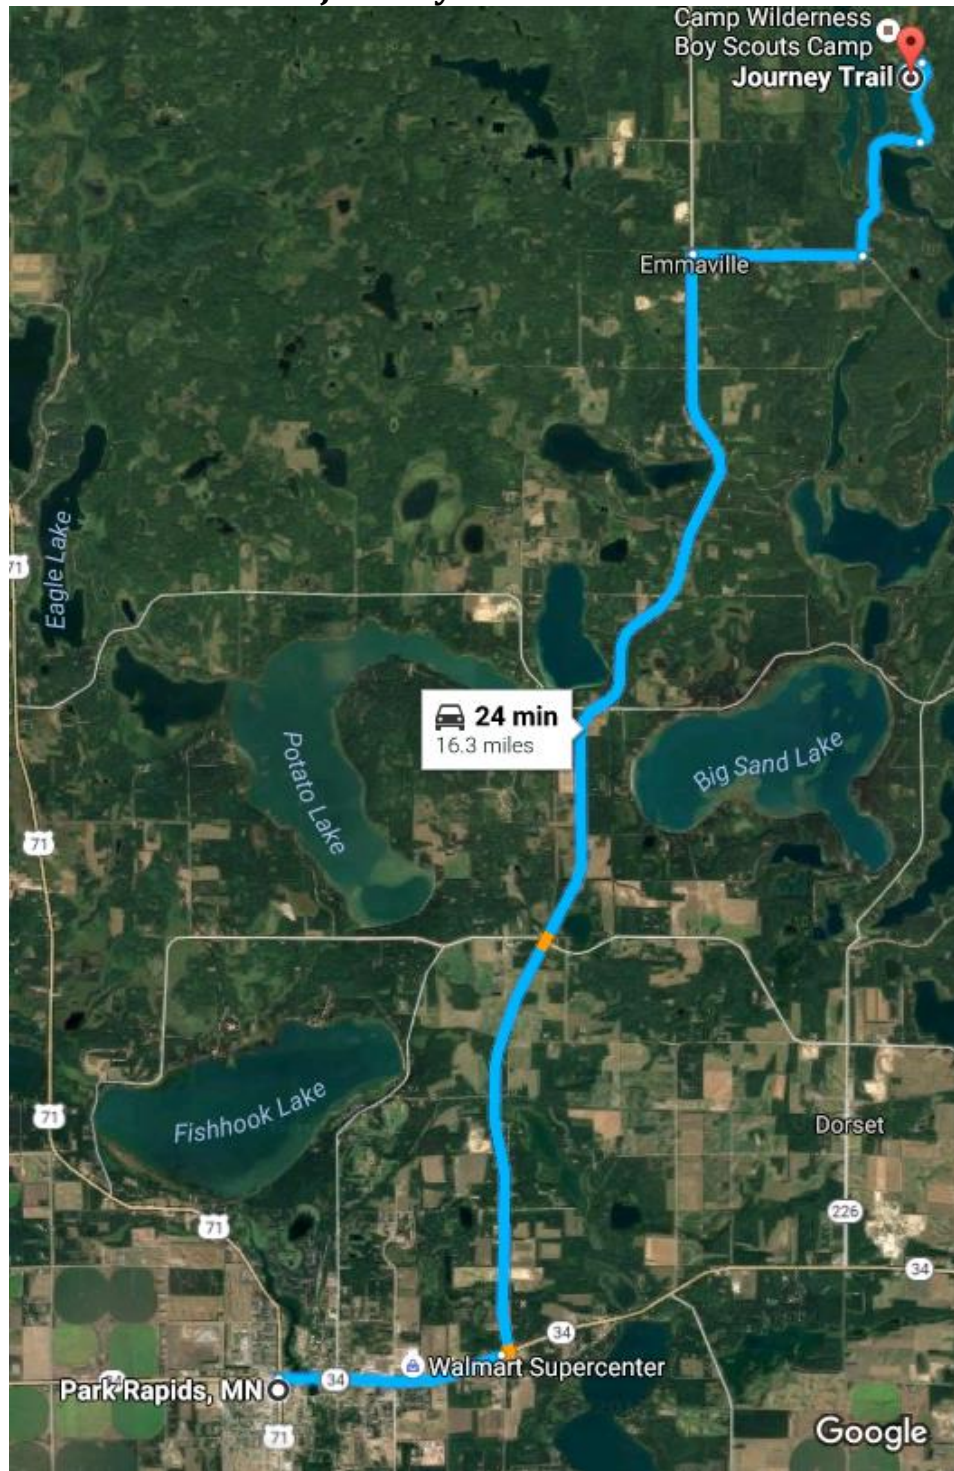 Camp Wilderness
Boy Scouts Camp
Journey Trail
Emmaville
Eagle Lake
71
24 min
16.3 miles
Potato Lake
Big Sand Lake
71
Fishhook Lake
71
Dorset
71
226
34
34
Walmart Supercenter
34
Park Rapids, MN
71
Google